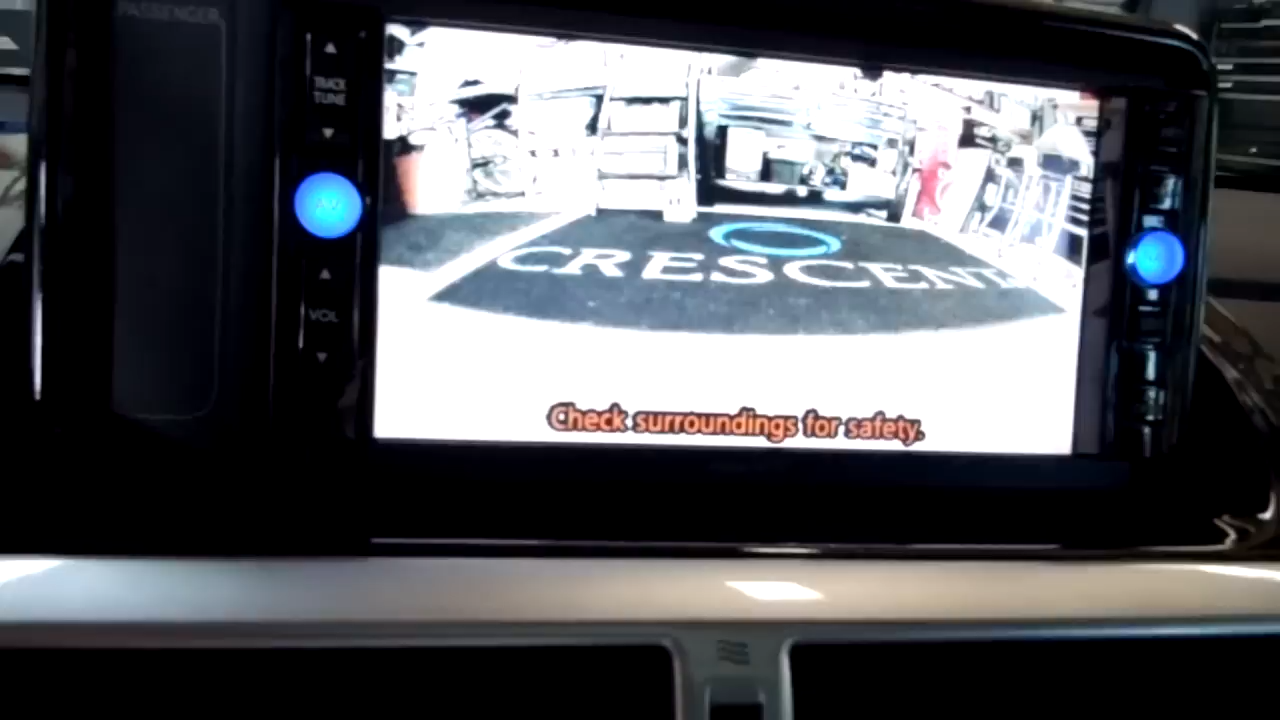 PASSENGER
TRACK
TUNE
VOL
CRESCENT
Check surroundings for safety.